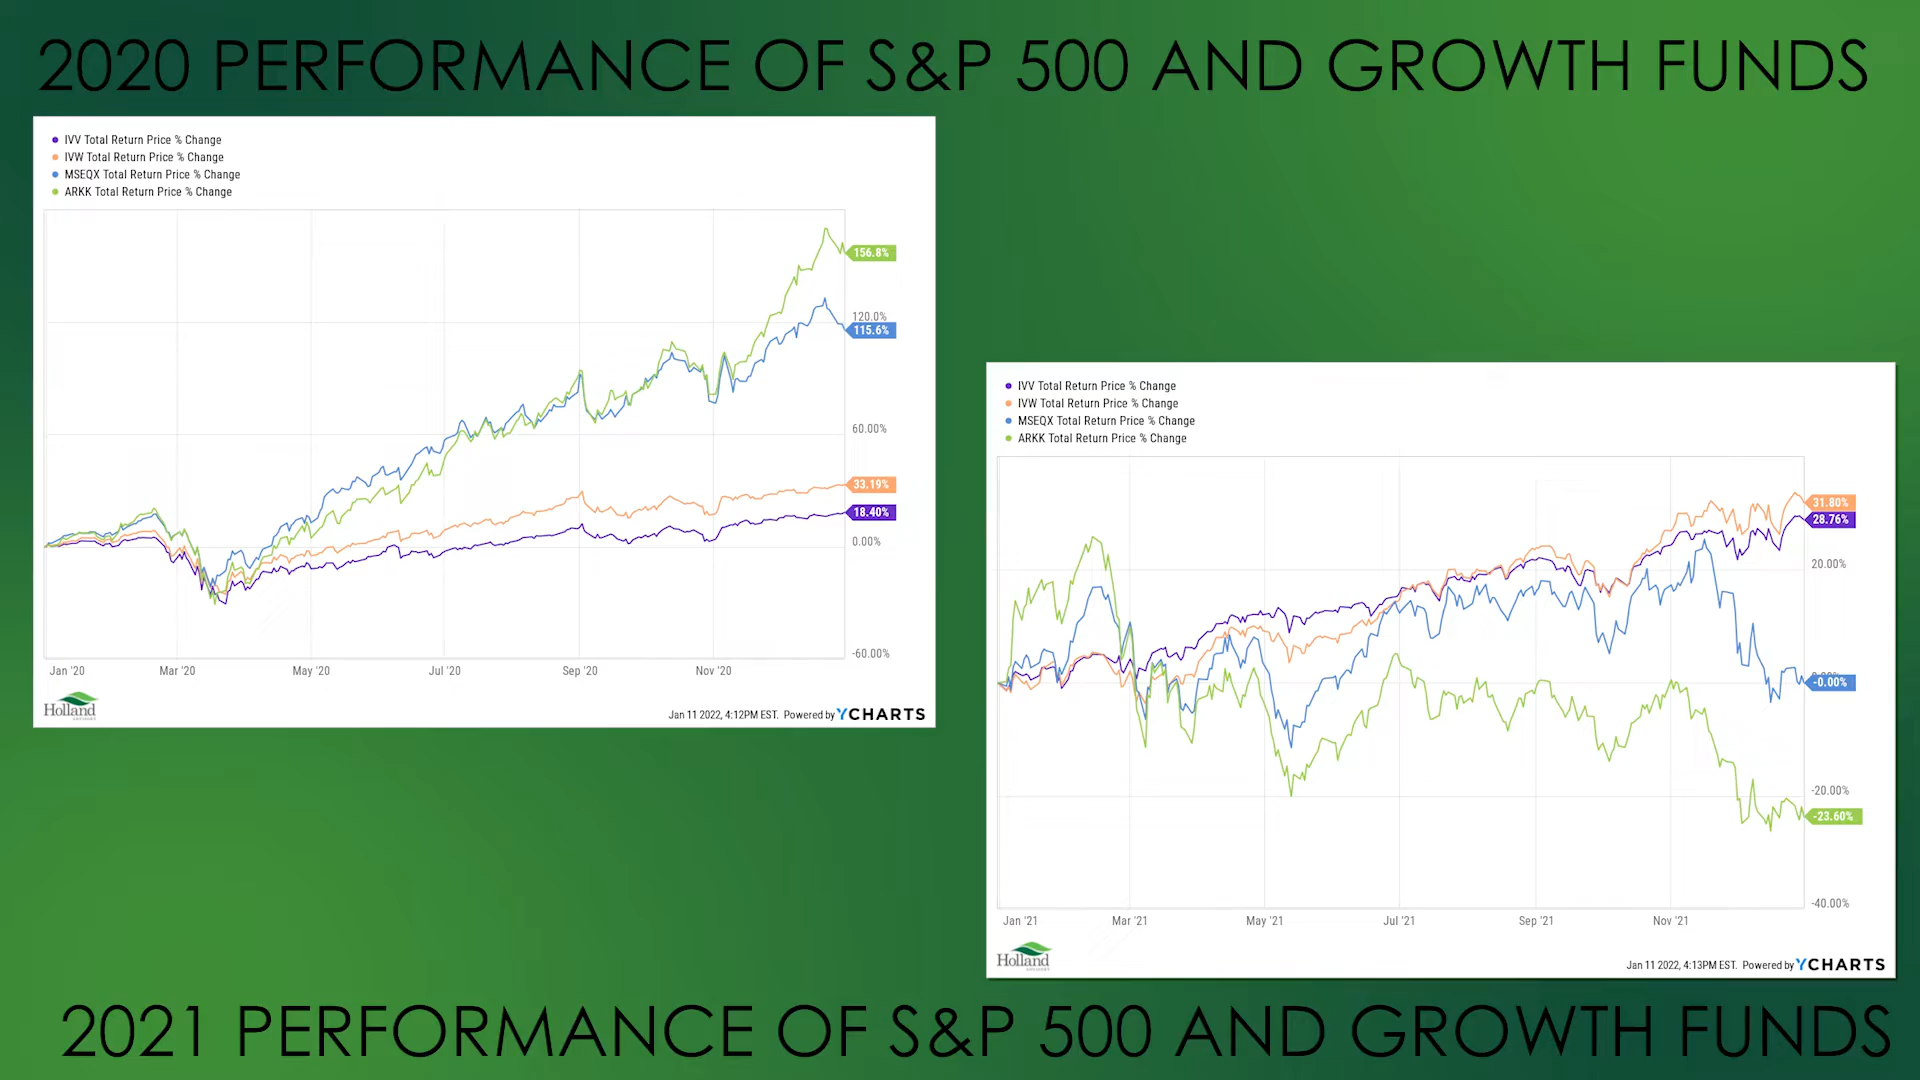 2020 PERFORMANCE OF S&P 500 AND GROWTH FUNDS
IVV Total Return Price % Change
IVW Total Return Price % Change
MSEQX Total Return Price % Change
ARKK Total Return Price % Change
156.8%
120.0%
115.6%
60.00%
33.19%
18.40%
0.00%
-60.00%
Jan '20 Mar '20 May '20 Jul '20 Sep '20 Nov '20
Holland
Jan 11 2022, 4:12PM EST. Powered by YCHARTS
IVV Total Return Price % Change
IVW Total Return Price % Change
MSEQX Total Return Price % Change
ARKK Total Return Price % Change
31.80%
28.76%
20.00%
-0.00%
-20.00%
-23.60%
-40.00%
Jan '21 Mar '21 May '21 Jul '21 Sep '21 Nov '21
Holland
Jan 11 2022, 4:13PM EST. Powered by YCHARTS
2021 PERFORMANCE OF S&P 500 AND GROWTH FUNDS